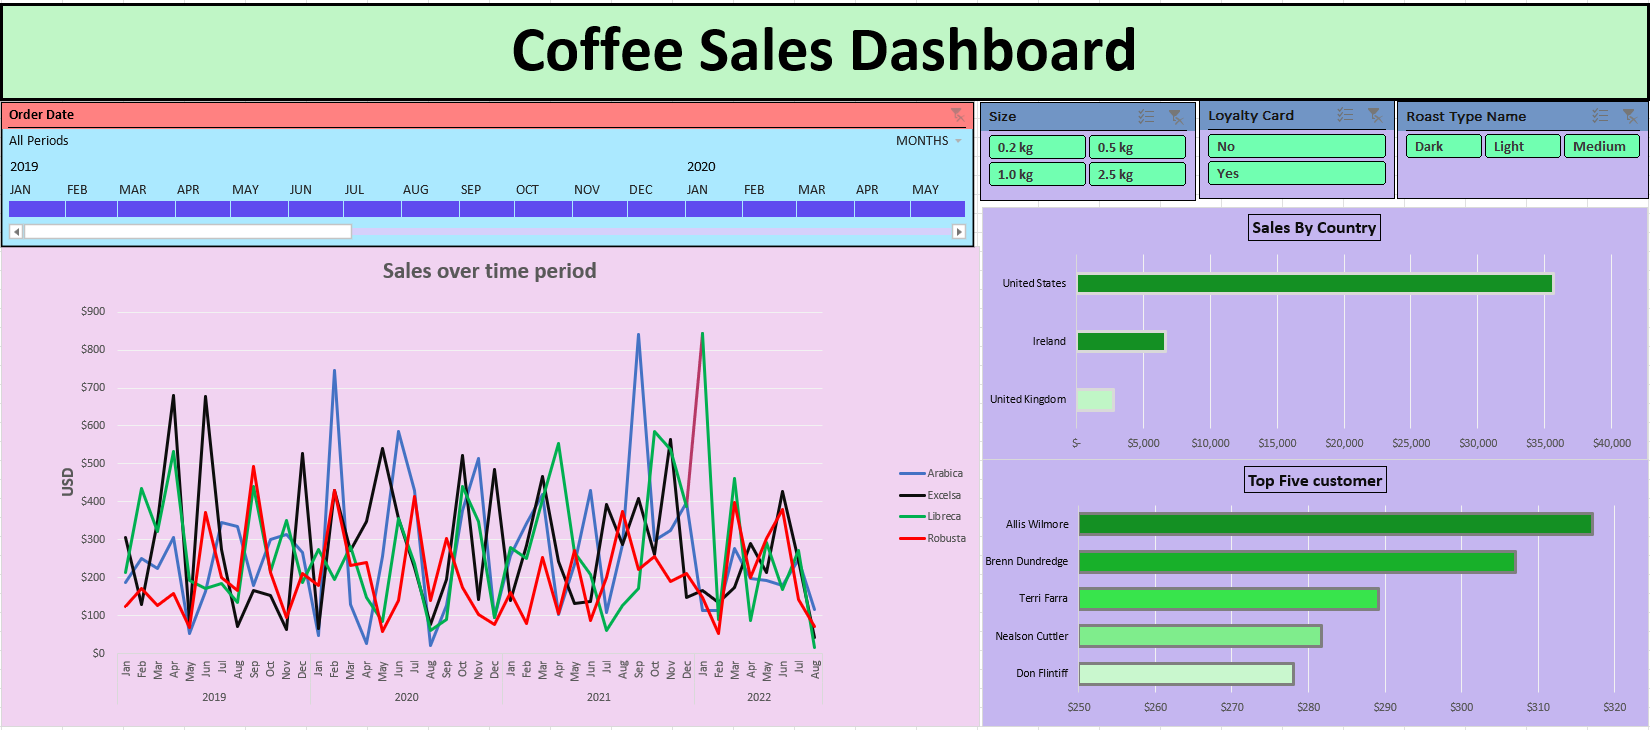 Coffee Sales Dashboard
Order Date
All Periods MONTHS
2019 2020
JAN FEB MAR APR MAY JUN JUL AUG SEP OCT NOV DEC JAN FEB MAR APR MAY
Size
0.2 kg 0.5 kg
1.0 kg 2.5 kg
Loyalty Card
No
Yes
Roast Type Name
Dark Light Medium
Sales over time period
USD
$900
$800
$700
$600
$500
$400
$300
$200
$100
$0
Jan Feb Mar Apr May Jun Jul Aug Sep Oct Nov Dec Jan Feb Mar Apr May Jun Jul Aug Sep Oct Nov Dec Jan Feb Mar Apr May Jun Jul Aug Sep Oct Nov Dec Jan Feb Mar Apr May Jun Jul Aug
2019 2020 2021 2022
Arabica
Excelsa
Libreca
Robusta
Sales By Country
United States
Ireland
United Kingdom
$- $5,000 $10,000 $15,000 $20,000 $25,000 $30,000 $35,000 $40,000
Top Five customer
Allis Wilmore
Brenn Dundredge
Terri Farra
Nealson Cuttler
Don Flintiff
$250 $260 $270 $280 $290 $300 $310 $320